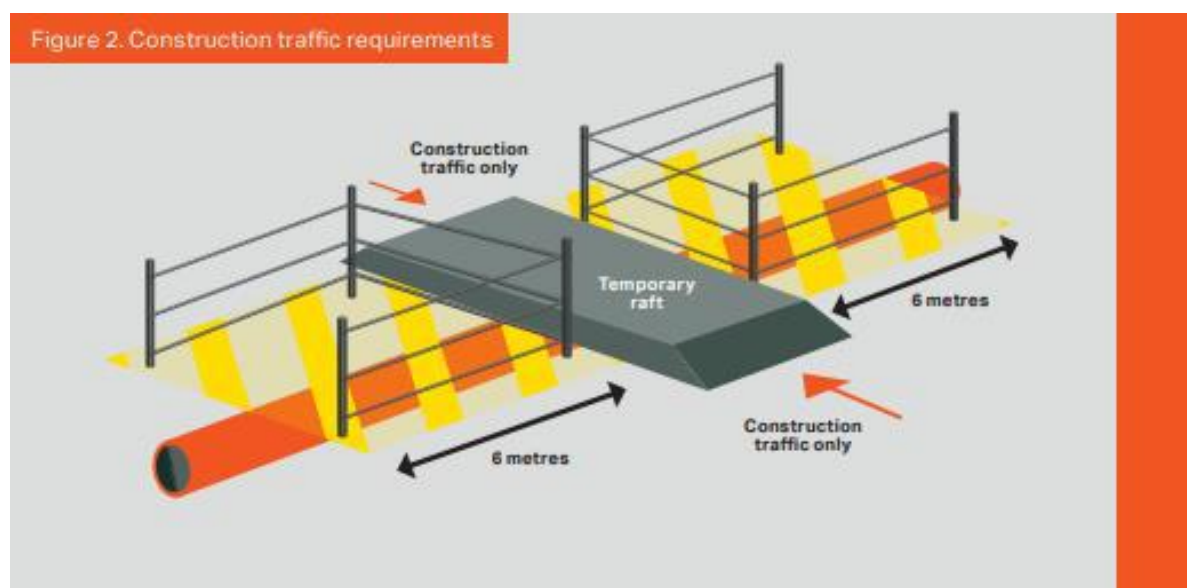 Figure 2. Construction traffic requirements
Construction
traffic only
Temporary
raft
6 metres
Construction
traffic only
6 metres